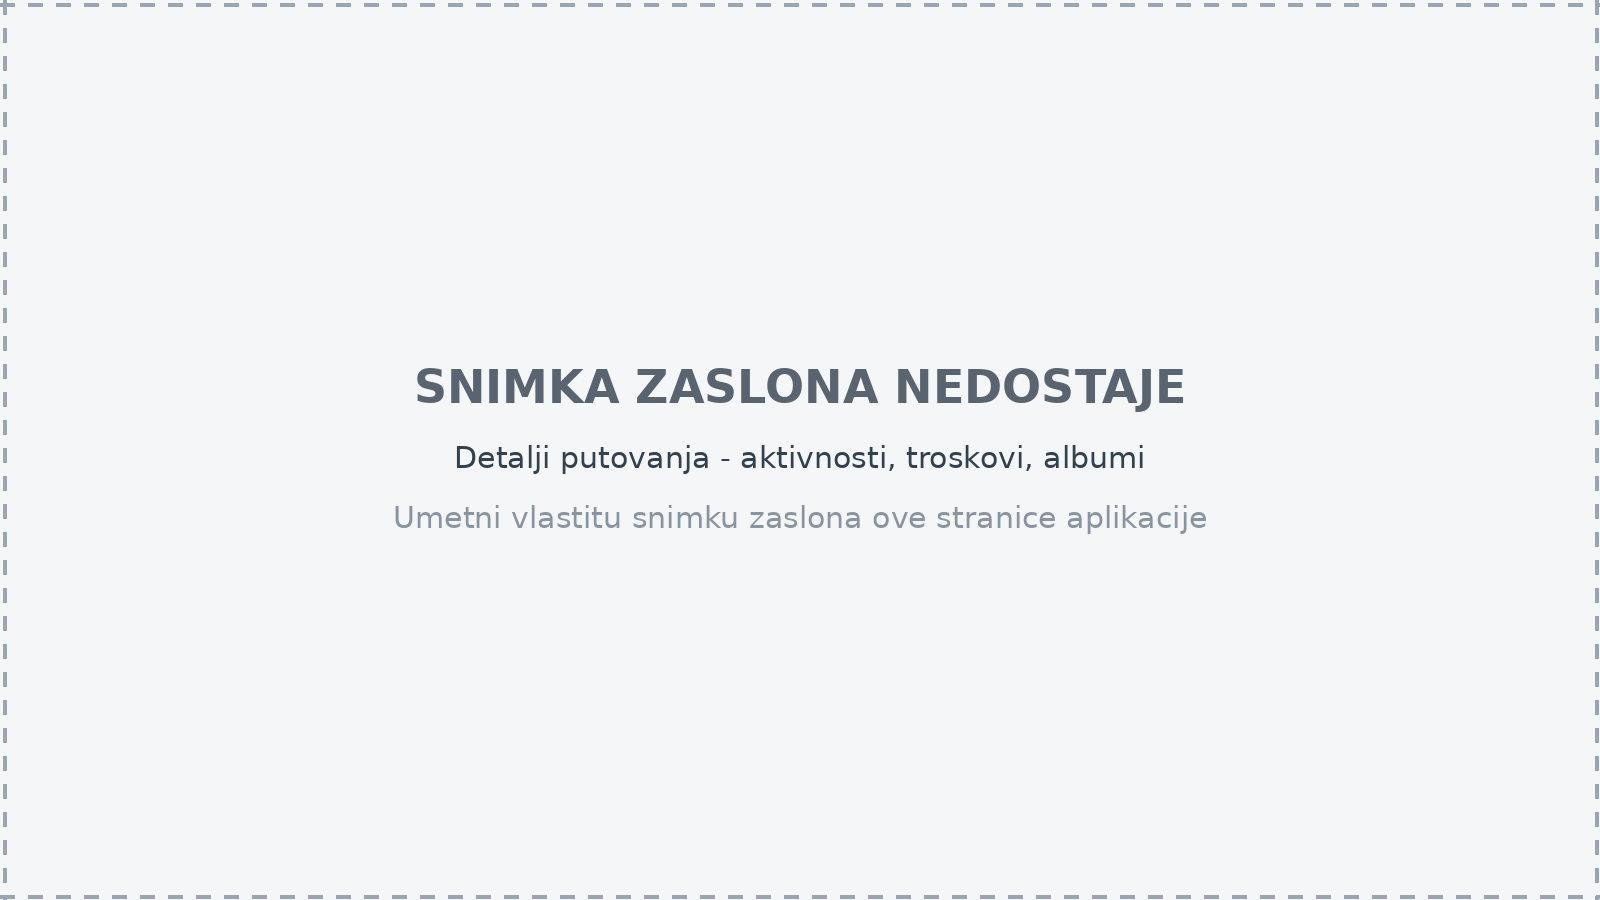 SNIMKA ZASLONA NEDOSTAJE
Detalji putovanja - aktivnosti, troskovi, albumi
Umetni vlastitu snimku zaslona ove stranice aplikacije